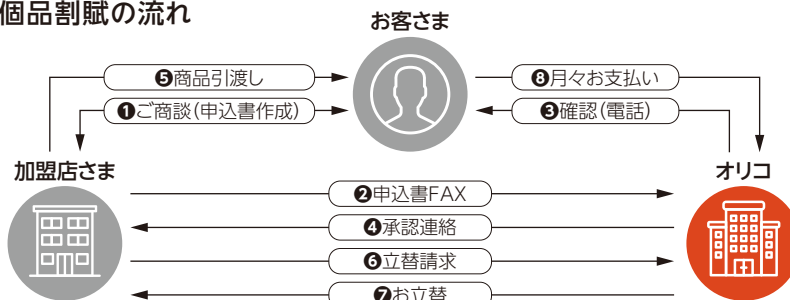 個品割賦の流れ
お客さま
❺商品引渡し
❽月々お支払い
❶ご商談(申込書作成)
❸確認(電話)
加盟店さま
オリコ
❷申込書FAX
❹承認連絡
❻立替請求
❼お立替